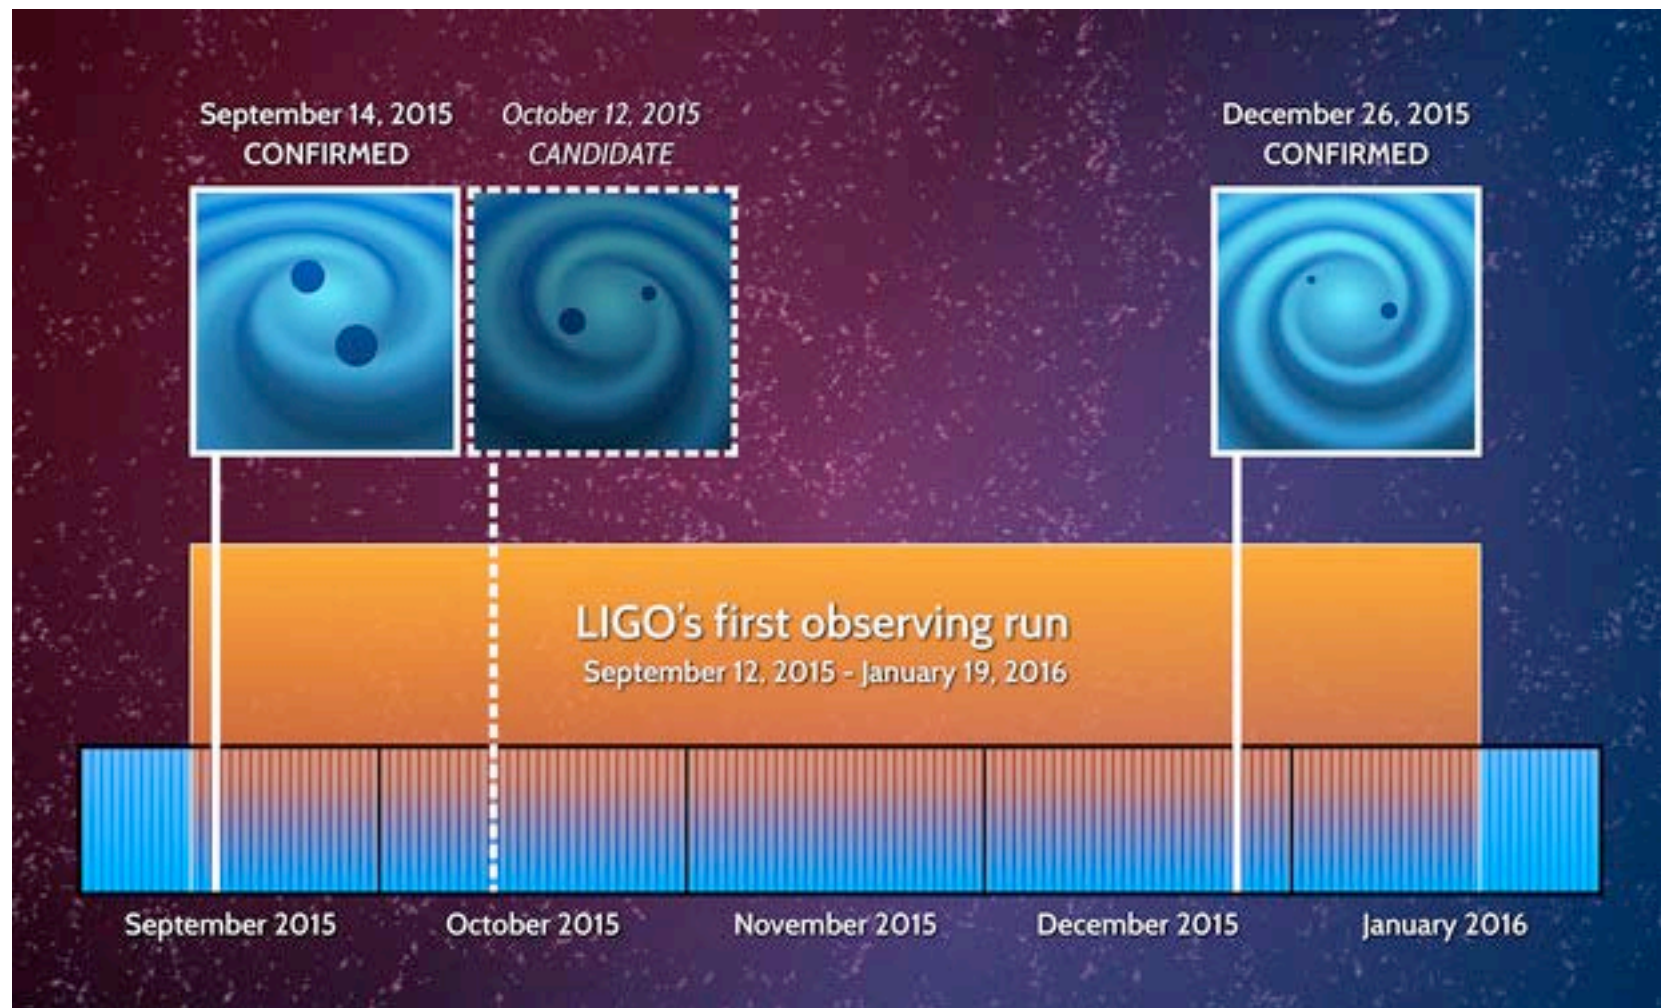 September 14, 2015
CONFIRMED
October 12, 2015
CANDIDATE
December 26, 2015
CONFIRMED
LIGO's first observing run
September 12, 2015 - January 19, 2016
September 2015
October 2015
November 2015
December 2015
January 2016